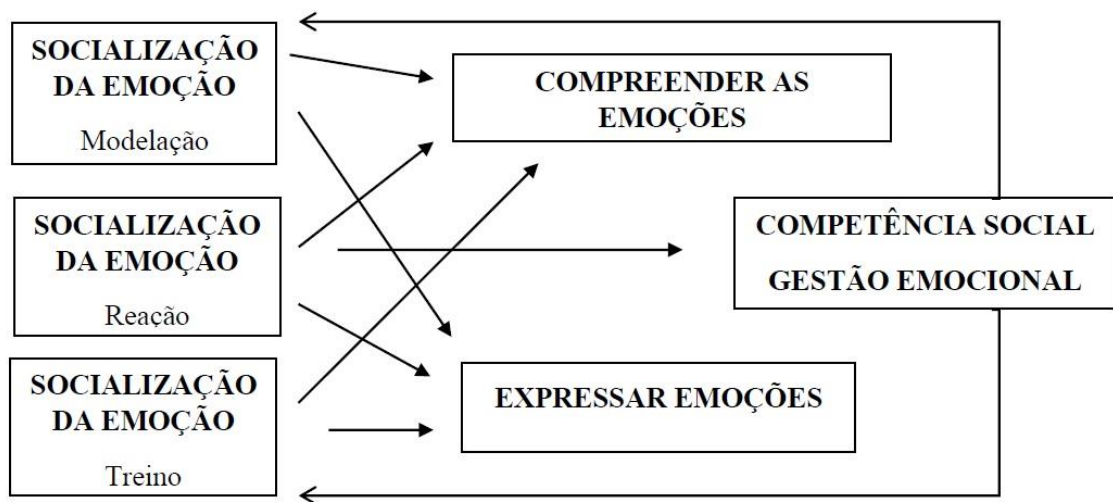 SOCIALIZAÇÃO
DA EMOÇÃO
Modelação
COMPREENDER AS
EMOÇÕES
SOCIALIZAÇÃO
DA EMOÇÃO
Reação
COMPETÊNCIA SOCIAL
GESTÃO EMOCIONAL
SOCIALIZAÇÃO
DA EMOÇÃO
Treino
EXPRESSAR EMOÇÕES